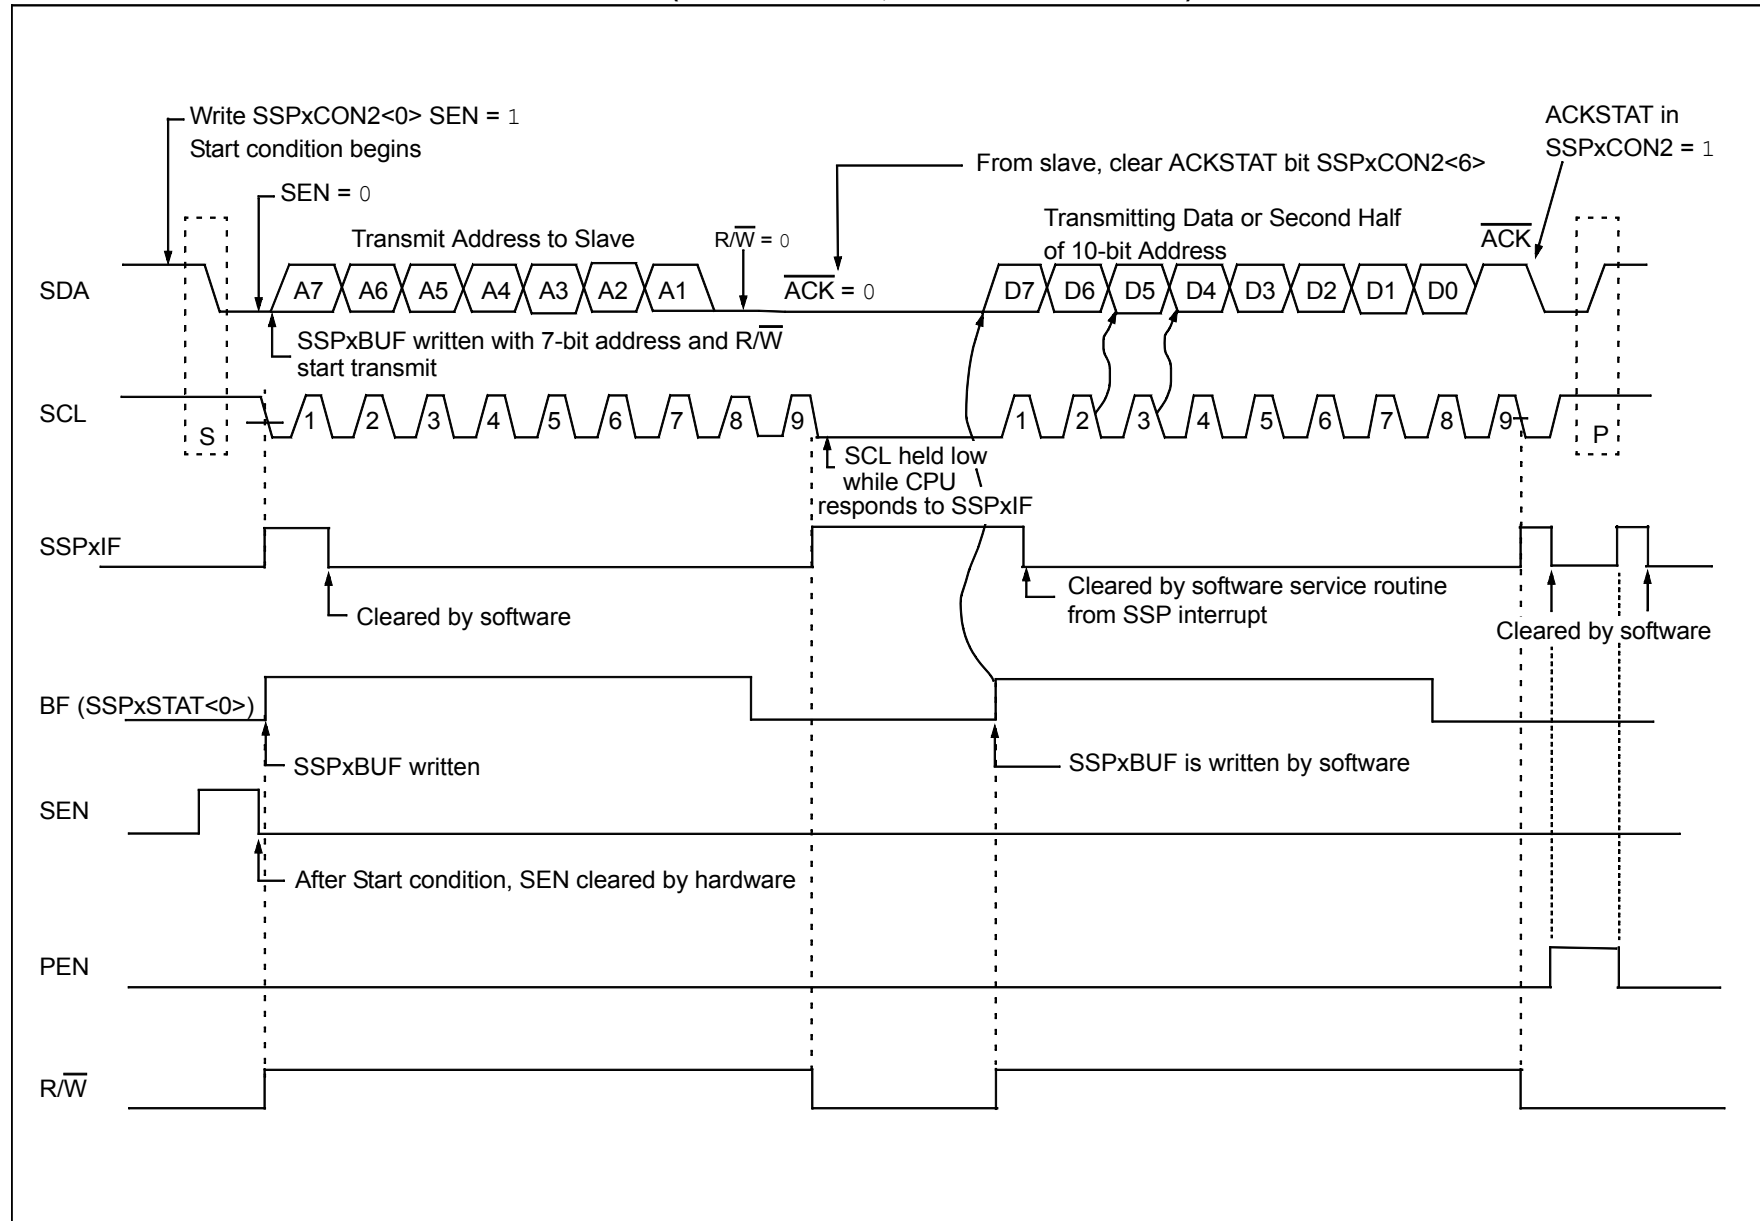 Write SSPxCON2<0> SEN = 1
Start condition begins
ACKSTAT in
SSPxCON2 = 1
From slave, clear ACKSTAT bit SSPxCON2<6>
SEN = 0
Transmit Address to Slave
R/W̅ = 0
Transmitting Data or Second Half
of 10-bit Address
A̅C̅K̅
SDA
A7 A6 A5 A4 A3 A2 A1
A̅C̅K̅ = 0
D7 D6 D5 D4 D3 D2 D1 D0
SSPxBUF written with 7-bit address and R/W̅
start transmit
SCL
S
1 2 3 4 5 6 7 8 9
1 2 3 4 5 6 7 8 9
P
SCL held low
while CPU
responds to SSPxIF
SSPxIF
Cleared by software
Cleared by software service routine
from SSP interrupt
Cleared by software
BF (SSPxSTAT<0>)
SSPxBUF written
SSPxBUF is written by software
SEN
After Start condition, SEN cleared by hardware
PEN
R/W̅